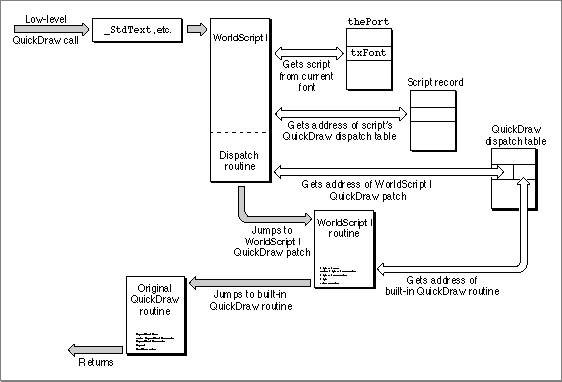 Low-level
QuickDraw call
_StdText, etc.
WorldScript I
thePort
txFont
Gets script
from current
font
Script record
Gets address of script's
QuickDraw dispatch table
QuickDraw
dispatch table
Dispatch
routine
Gets address of WorldScript I
QuickDraw patch
Jumps to
WorldScript I
QuickDraw patch
WorldScript I
routine
Gets address of
built-in QuickDraw routine
Original
QuickDraw
routine
Jumps to built-in
QuickDraw routine
Returns